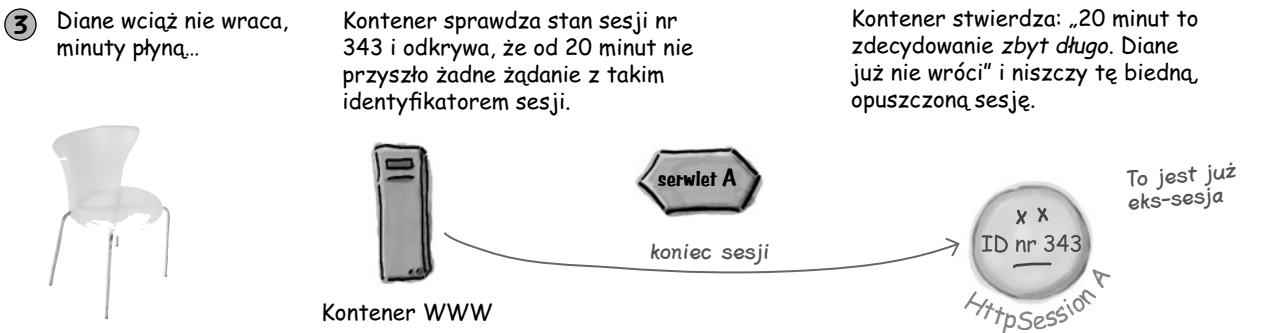 3
Diane wciąż nie wraca,
minuty płyną...
Kontener sprawdza stan sesji nr
343 i odkrywa, że od 20 minut nie
przyszło żadne żądanie z takim
identyfikatorem sesji.
Kontener stwierdza: „20 minut to
zdecydowanie zbyt długo. Diane
już nie wróci” i niszczy tę biedną,
opuszczoną sesję.
serwlet A
koniec sesji
Kontener WWW
To jest już
eks-sesja
x x
ID nr 343
HttpSession A